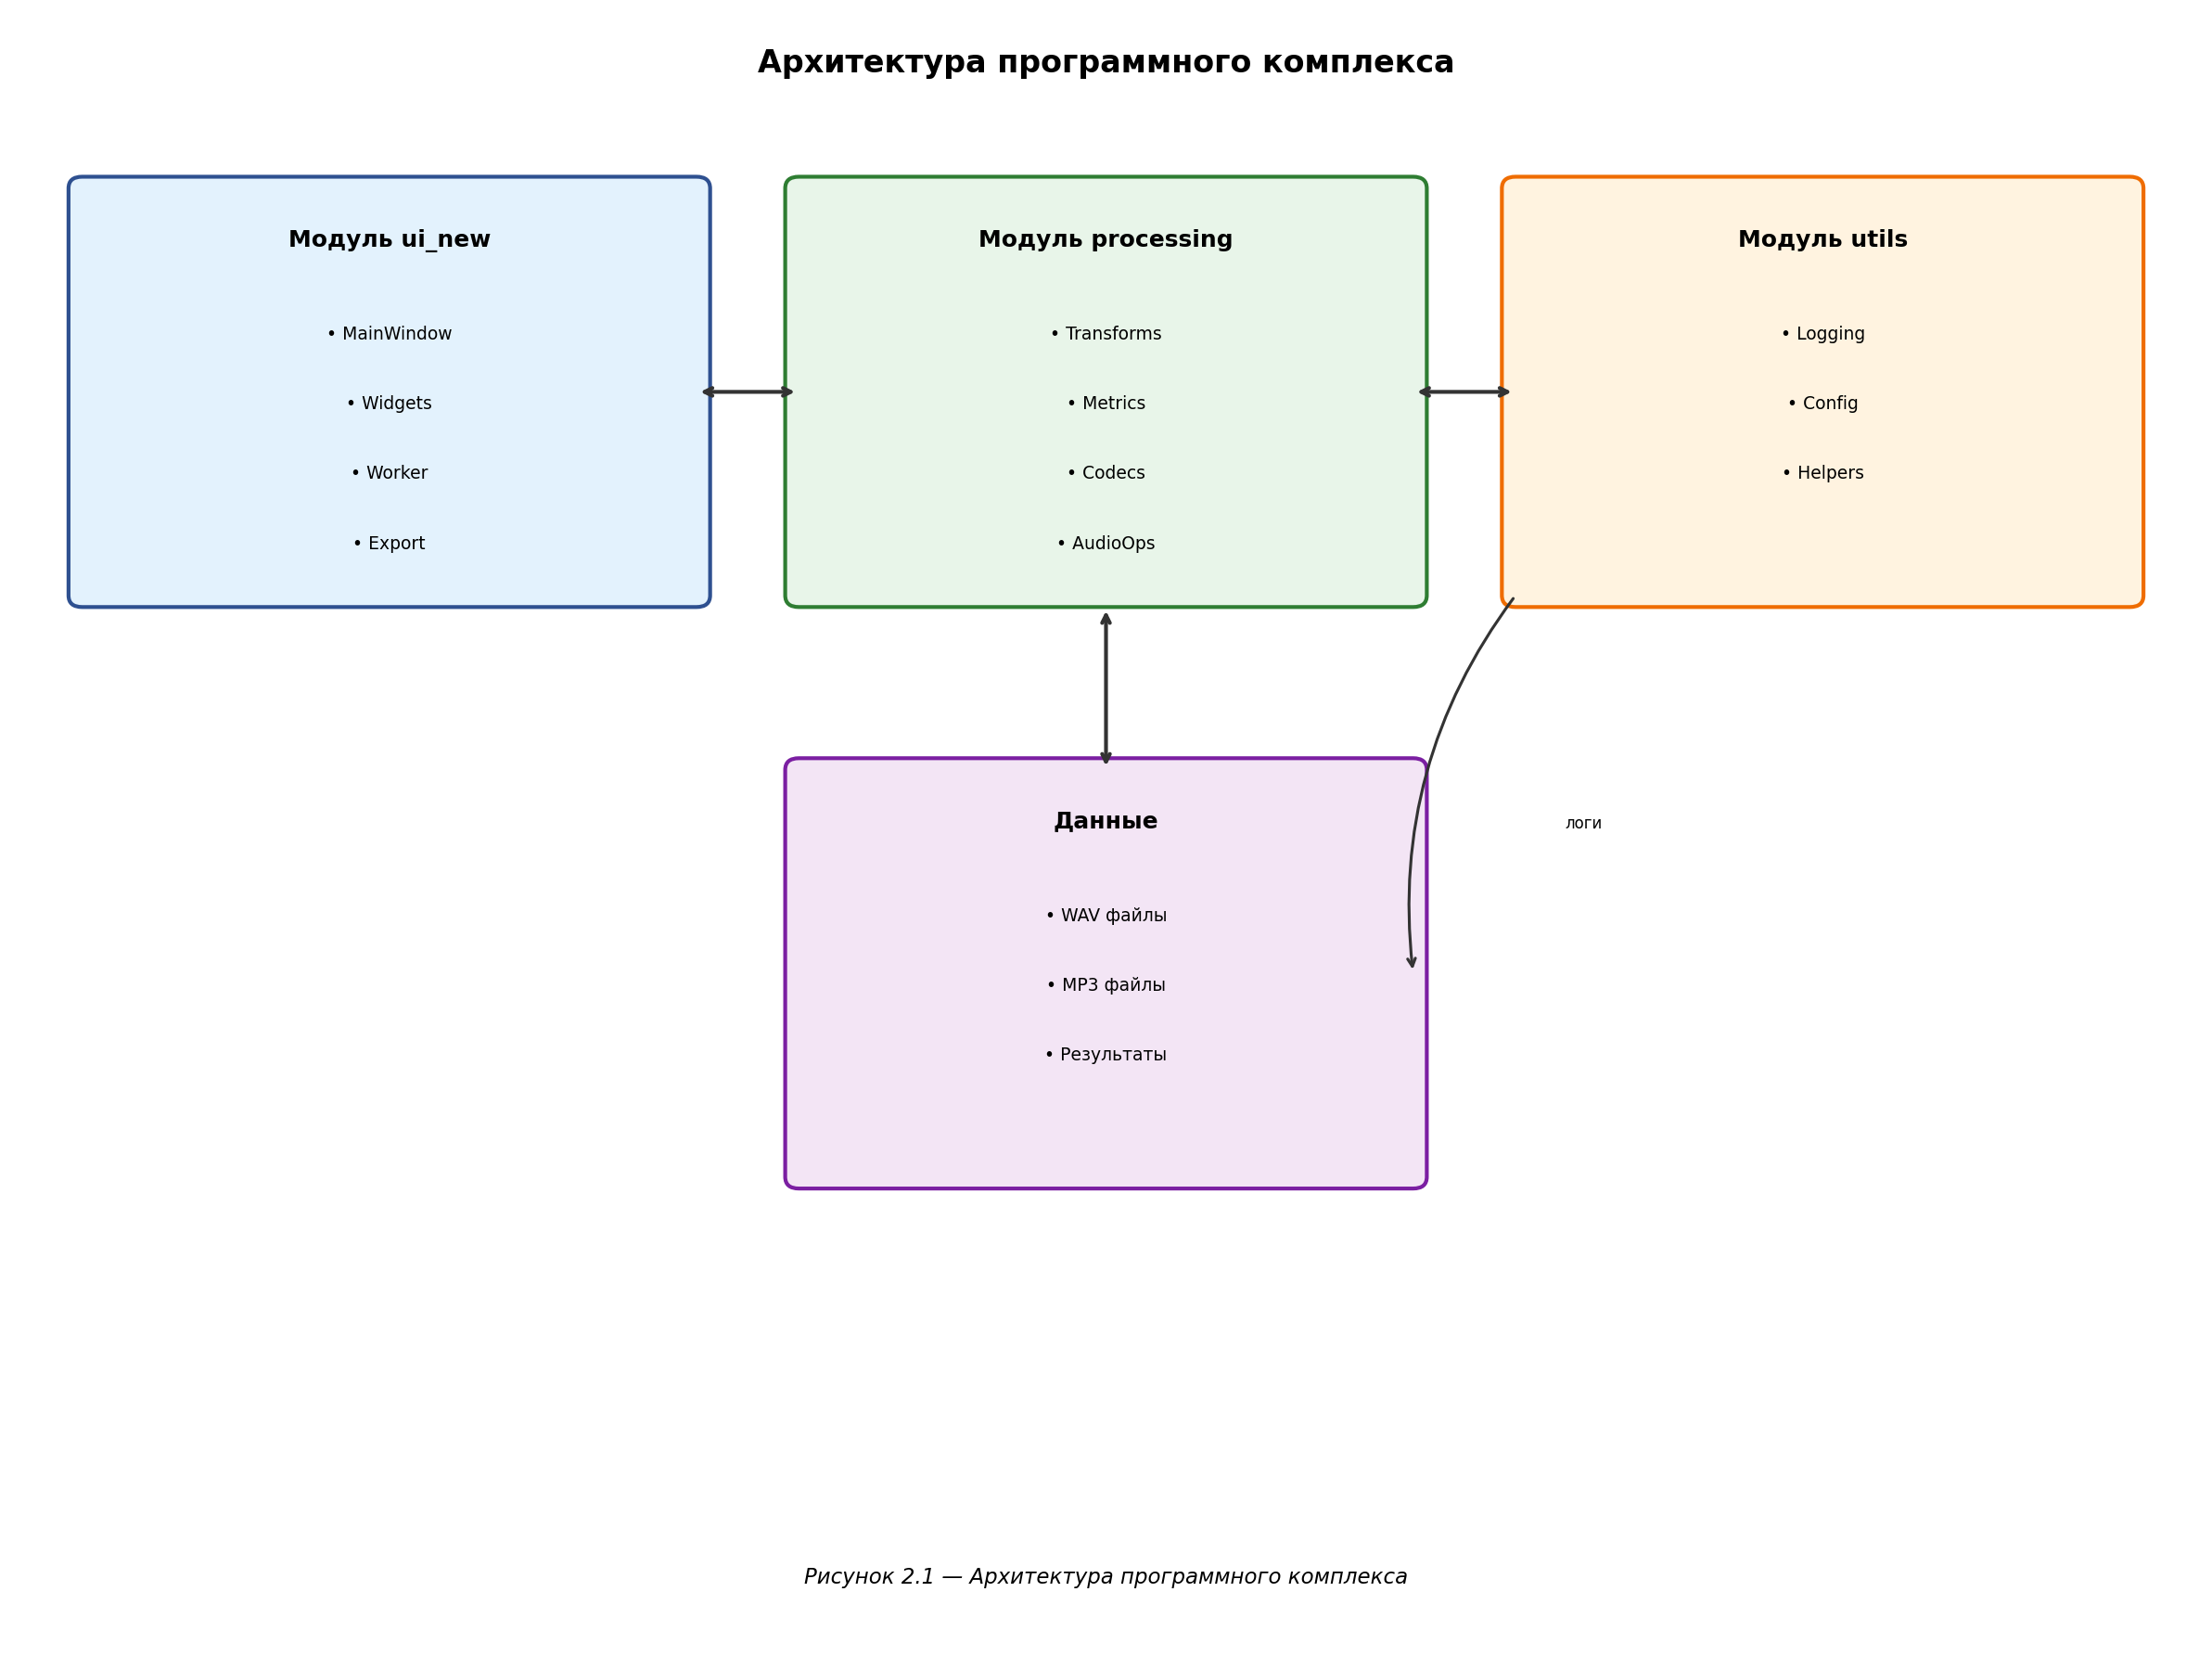 Архитектура программного комплекса
Модуль ui_new
• MainWindow
• Widgets
• Worker
• Export
Модуль processing
• Transforms
• Metrics
• Codecs
• AudioOps
Модуль utils
• Logging
• Config
• Helpers
Данные
• WAV файлы
• MP3 файлы
• Результаты
логи
Рисунок 2.1 — Архитектура программного комплекса